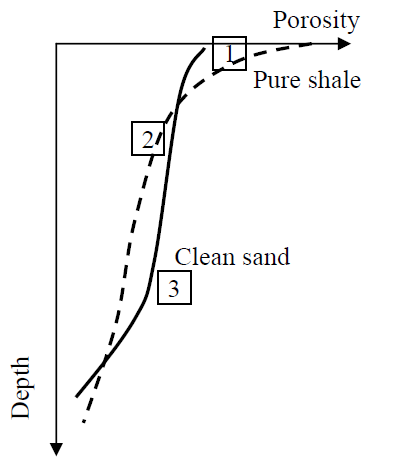 Porosity
1
Pure shale
2
Clean sand
3
Depth